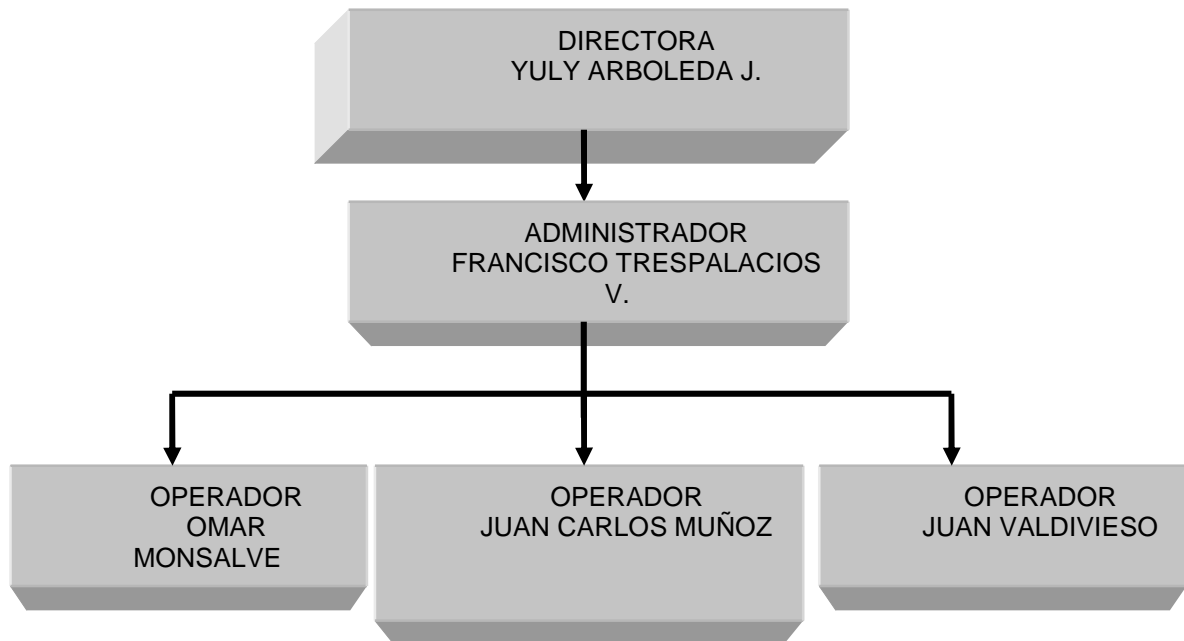 DIRECTORA
YULY ARBOLEDA J.
ADMINISTRADOR
FRANCISCO TRESPALACIOS
V.
OPERADOR
OMAR
MONSALVE
OPERADOR
JUAN CARLOS MUÑOZ
OPERADOR
JUAN VALDIVIESO